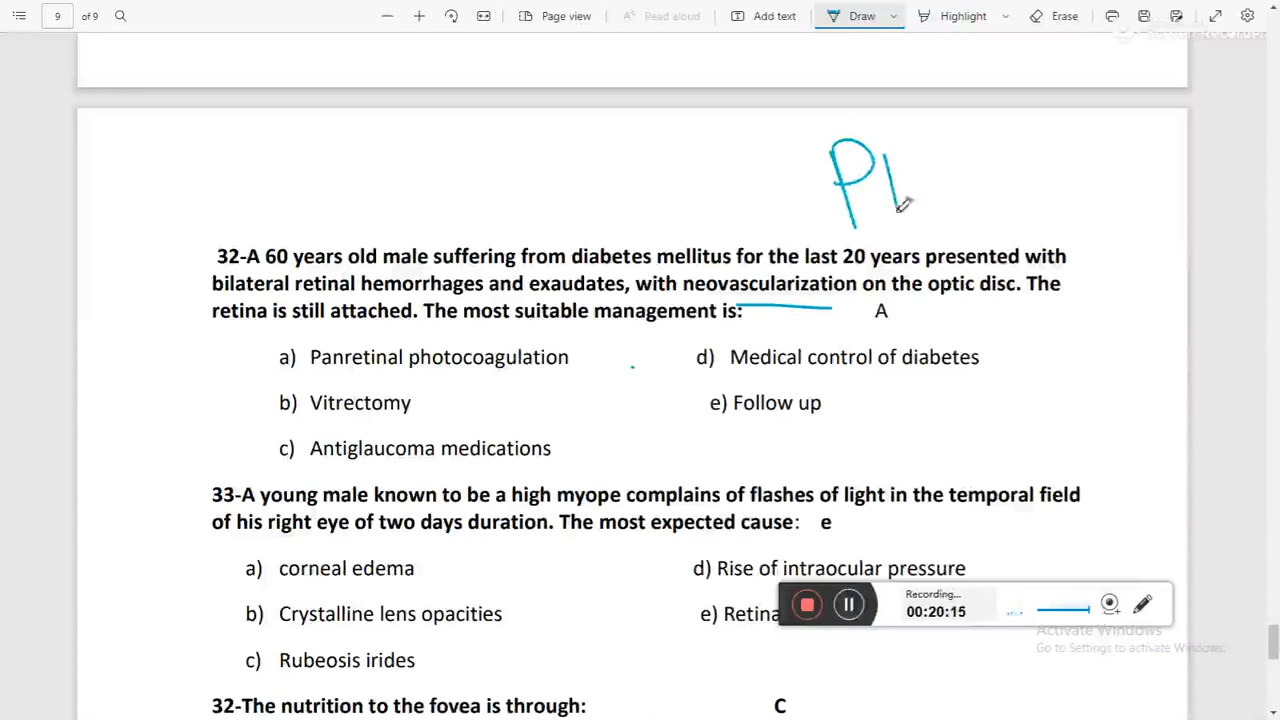 9 of 9 Page view Read aloud Add text Draw Highlight Erase
32-A 60 years old male suffering from diabetes mellitus for the last 20 years presented with
bilateral retinal hemorrhages and exaudates, with neovascularization on the optic disc. The
retina is still attached. The most suitable management is: A
a) Panretinal photocoagulation d) Medical control of diabetes
b) Vitrectomy e) Follow up
c) Antiglaucoma medications
33-A young male known to be a high myope complains of flashes of light in the temporal field
of his right eye of two days duration. The most expected cause: e
a) corneal edema d) Rise of intraocular pressure
Recording...
00:20:15
b) Crystalline lens opacities e) Retina
Activate Windows
Go to Settings to activate Windows.
c) Rubeosis irides
32-The nutrition to the fovea is through: C